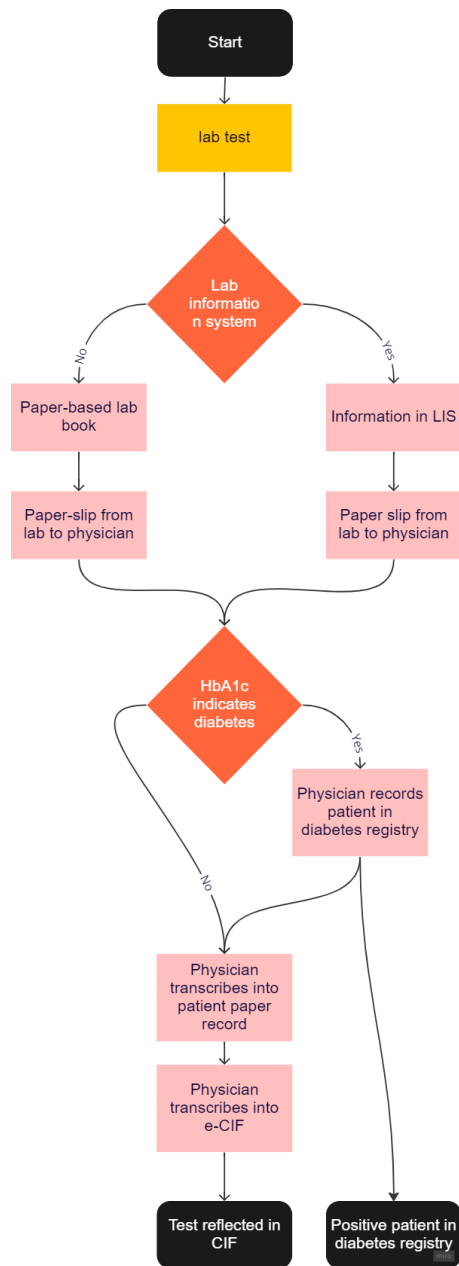 Start
lab test
Lab
informatio
n system
No
Yes
Paper-based lab
book
Information in LIS
Paper-slip from
lab to physician
Paper slip from
lab to physician
HbA1c
indicates
diabetes
Yes
Physician records
patient in
diabetes registry
No
Physician
transcribes into
patient paper
record
Physician
transcribes into
e-CIF
Test reflected in
CIF
Positive patient in
diabetes registry
miro